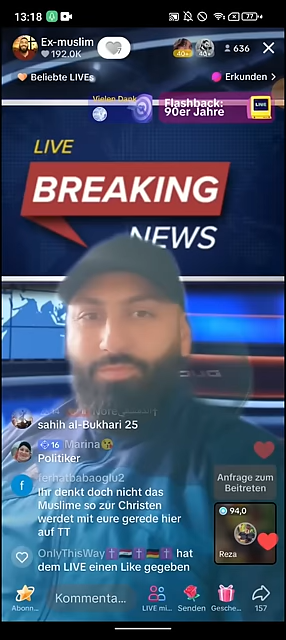 13:18
77
Ex-muslim
192.0K
40+
40+
636
Beliebte LIVEs
Erkunden
Vielen Dank
Flashback:
90er Jahre
LIVE
LIVE
BREAKING
NEWS
sahih al-Bukhari 25
16 Marina
Politiker
ferhatbabaoglu2
Ihr denkt doch nicht das
Muslime so zur Christen
werdet mit eure gerede hier
auf TT
OnlyThisWay hat
dem LIVE einen Like gegeben
Anfrage zum
Beitreten
94,0
Reza
Abonn...
Kommenta...
LIVE mi...
Senden
Gesche...
157